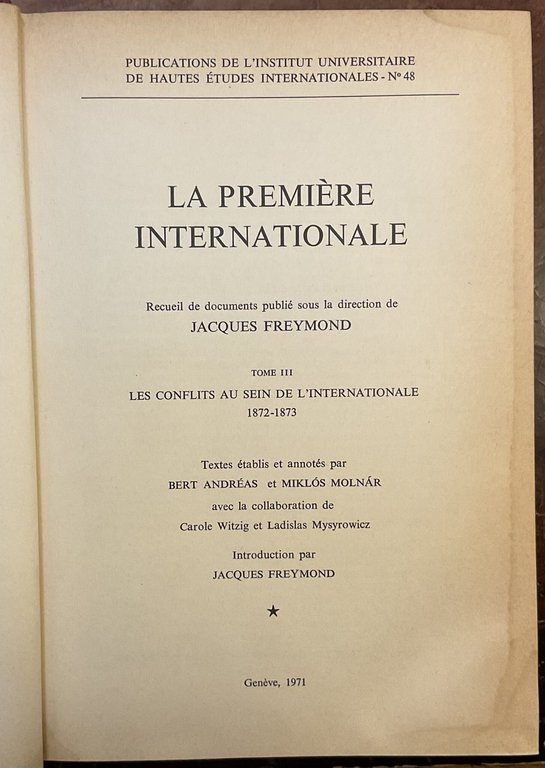 PUBLICATIONS DE L'INSTITUT UNIVERSITAIRE
DE HAUTES ÉTUDES INTERNATIONALES - Nº 48
LA PREMIÈRE
INTERNATIONALE
Recueil de documents publié sous la direction de
JACQUES FREYMOND
TOME III
LES CONFLITS AU SEIN DE L'INTERNATIONALE
1872-1873
Textes établis et annotés par
BERT ANDRÉAS et MIKLÓS MOLNÁR
avec la collaboration de
Carole Witzig et Ladislas Mysyrowicz
Introduction par
JACQUES FREYMOND
★
Genève, 1971